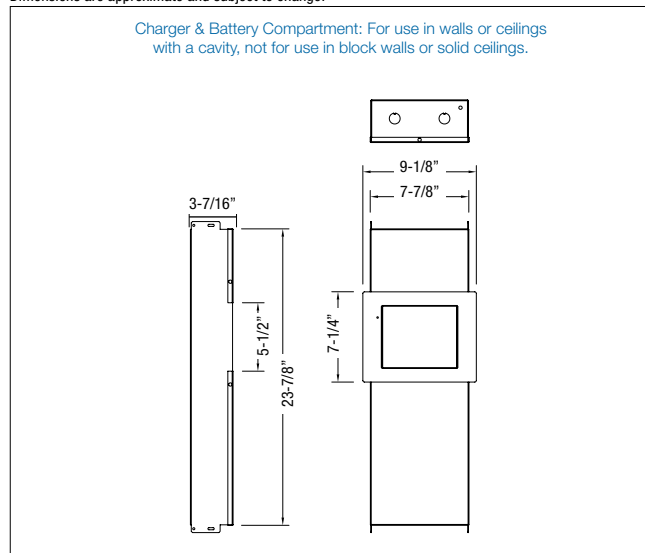 Dimensions are approximate and subject to change.
Charger & Battery Compartment: For use in walls or ceilings
with a cavity, not for use in block walls or solid ceilings.
9-1/8”
7-7/8”
3-7/16”
5-1/2”
23-7/8”
7-1/4”